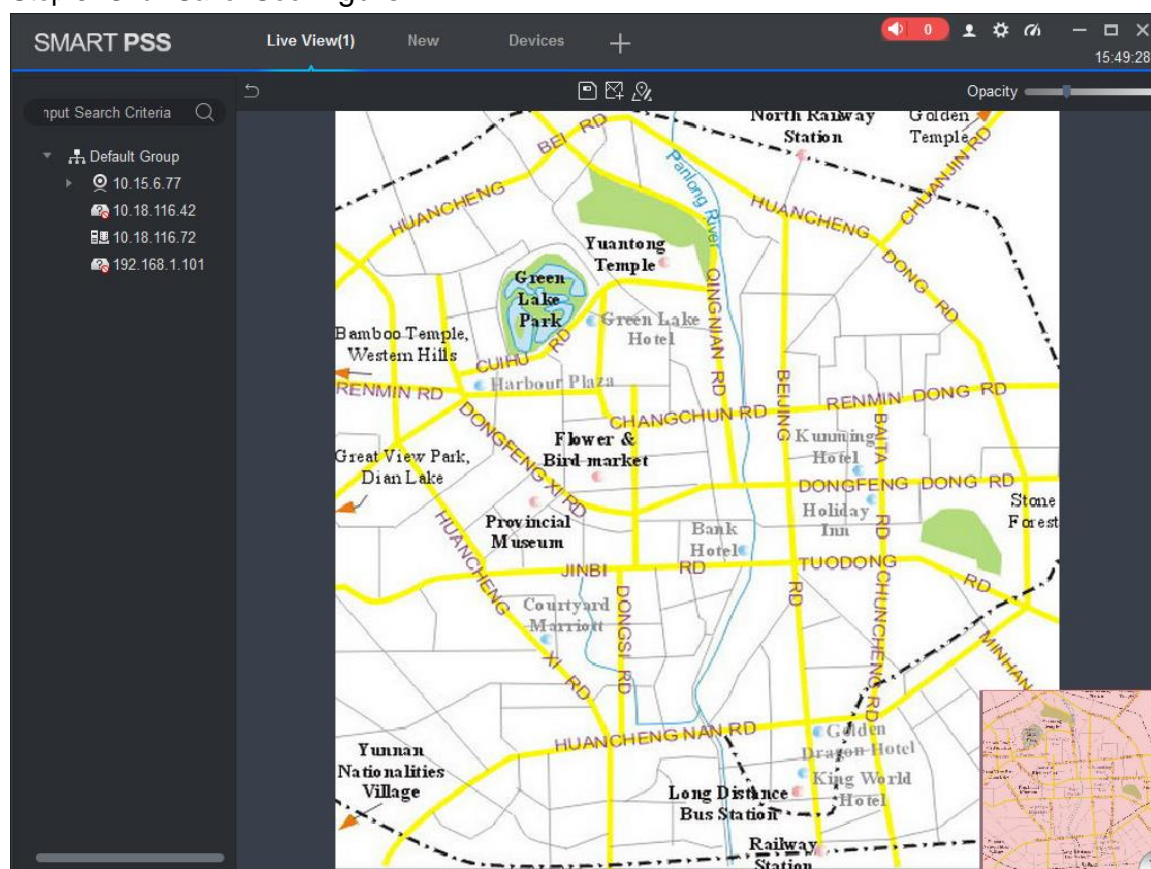 SMART PSS
Live View(1)
New
Devices
0
15:49:28
Opacity
nput Search Criteria
Default Group
10.15.6.77
10.18.116.42
10.18.116.72
192.168.1.101
North Railway
Station
Golden
Temple
BEI RD
Panlong River
CHUANJIN RD
HUANCHENG
HUANCHENG
DONG RD
Yuantong
Temple
Green
Lake
Park
QINGNIAN RD
Green Lake
Hotel
Bamboo Temple,
Western Hills
CUIHU RD
Harbour Plaza
RENMIN RD
BEIJING
RD
RENMIN DONG RD
CHANGCHUN RD
DONGFENG XI RD
BAITA
RD
Flower &
Bird market
Kunming
Hotel
Great View Park,
Dian Lake
DONGFENG DONG RD
Holiday
Inn
Stone
Forest
Provincial
Museum
Bank
Hotel
HUANCHENG
XI RD
JINBI RD
TUODONG
RD
DONGSI RD
CHUNCHENG RD
Courtyard
Marriott
MINHAN
HUANCHENG NAN RD
Golden
Dragon Hotel
Yunnan
Nationalities
Village
King World
Hotel
Long Distance
Bus Station
Railway
Station